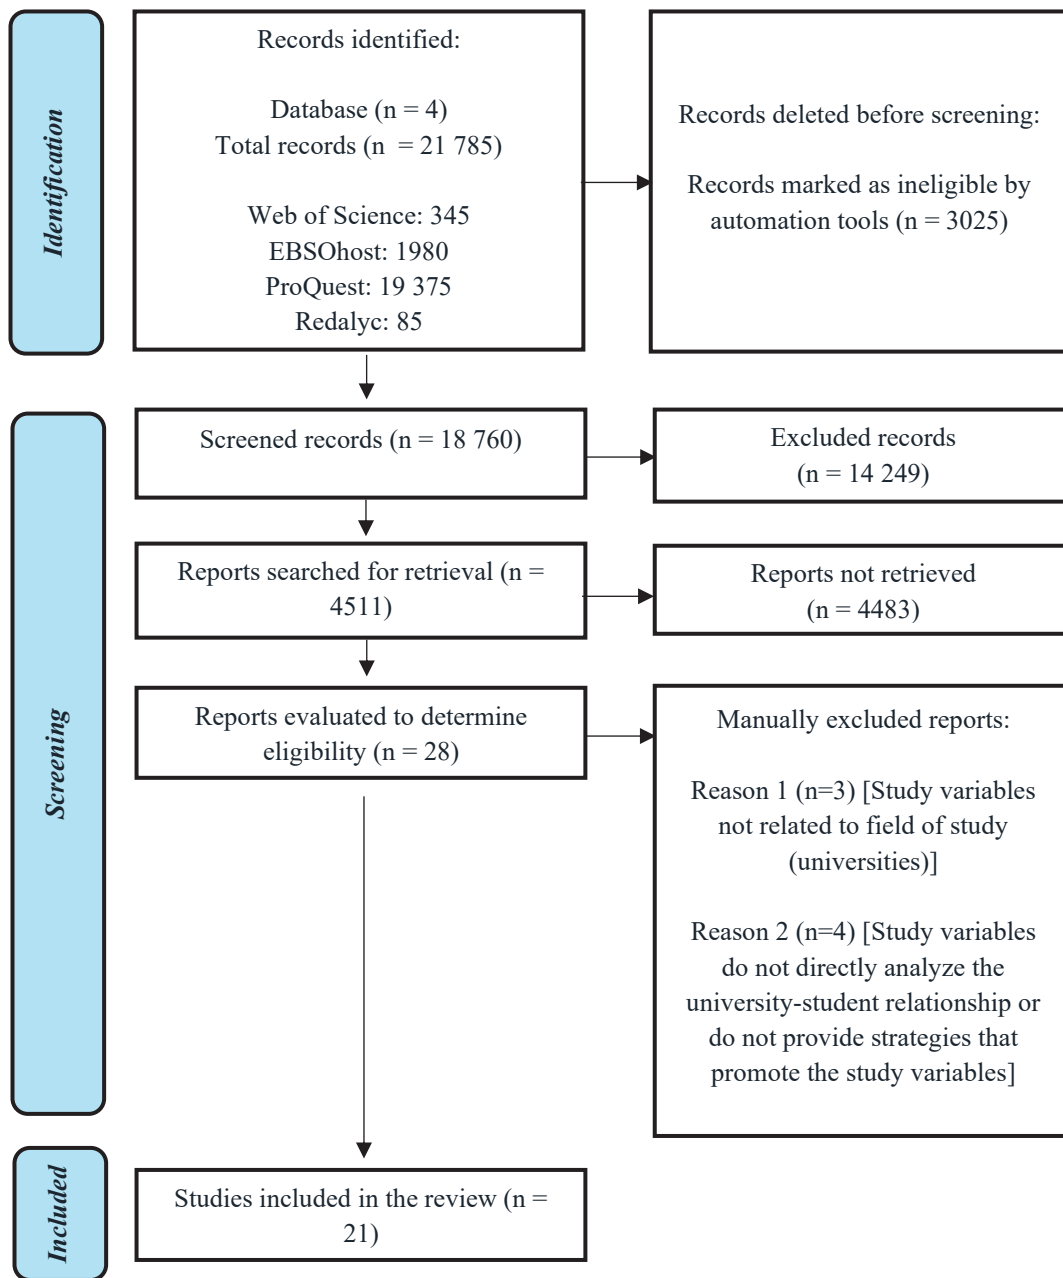 Identification
Records identified:
Database (n = 4)
Total records (n = 21 785)
Web of Science: 345
EBSOhost: 1980
ProQuest: 19 375
Redalyc: 85
Records deleted before screening:
Records marked as ineligible by
automation tools (n = 3025)
Screening
Screened records (n = 18 760)
Excluded records
(n = 14 249)
Reports searched for retrieval (n =
4511)
Reports not retrieved
(n = 4483)
Reports evaluated to determine
eligibility (n = 28)
Manually excluded reports:
Reason 1 (n=3) [Study variables
not related to field of study
(universities)]
Reason 2 (n=4) [Study variables
do not directly analyze the
university-student relationship or
do not provide strategies that
promote the study variables]
Included
Studies included in the review (n =
21)